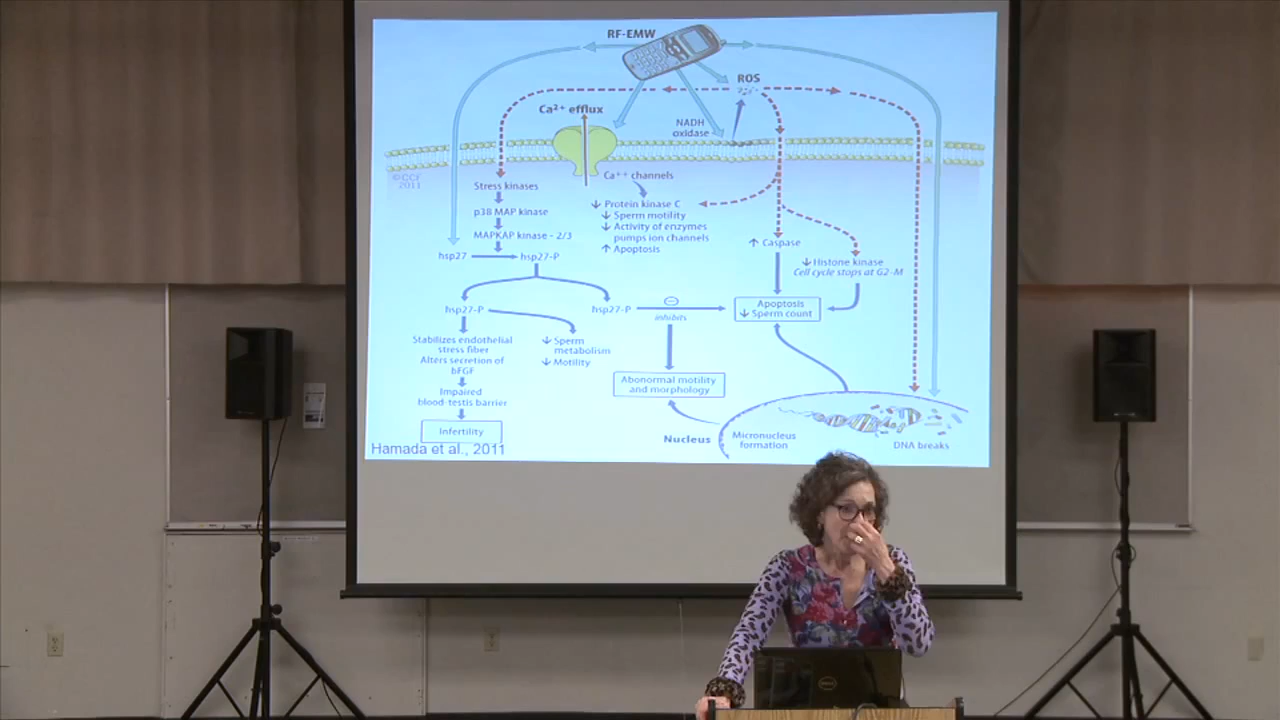 RF-EMW
ROS
Ca²⁺ efflux
NADH
oxidase
©CCF
2011
Ca⁺⁺ channels
Stress kinases
↓ Protein kinase C
↓ Sperm motility
↓ Activity of enzymes
pumps ion channels
↑ Apoptosis
p38 MAP kinase
MAPKAP kinase - 2/3
hsp27
hsp27-P
↑ Caspase
↓ Histone kinase
Cell cycle stops at G2-M
hsp27-P
hsp27-P
inhibits
Apoptosis
↓ Sperm count
Stabilizes endothelial
stress fiber
Alters secretion of
bFGF
↓ Sperm
metabolism
↓ Motility
Impaired
blood-testis barrier
Abonormal motility
and morphology
Infertility
Nucleus
Micronucleus
formation
DNA breaks
Hamada et al., 2011
DELL